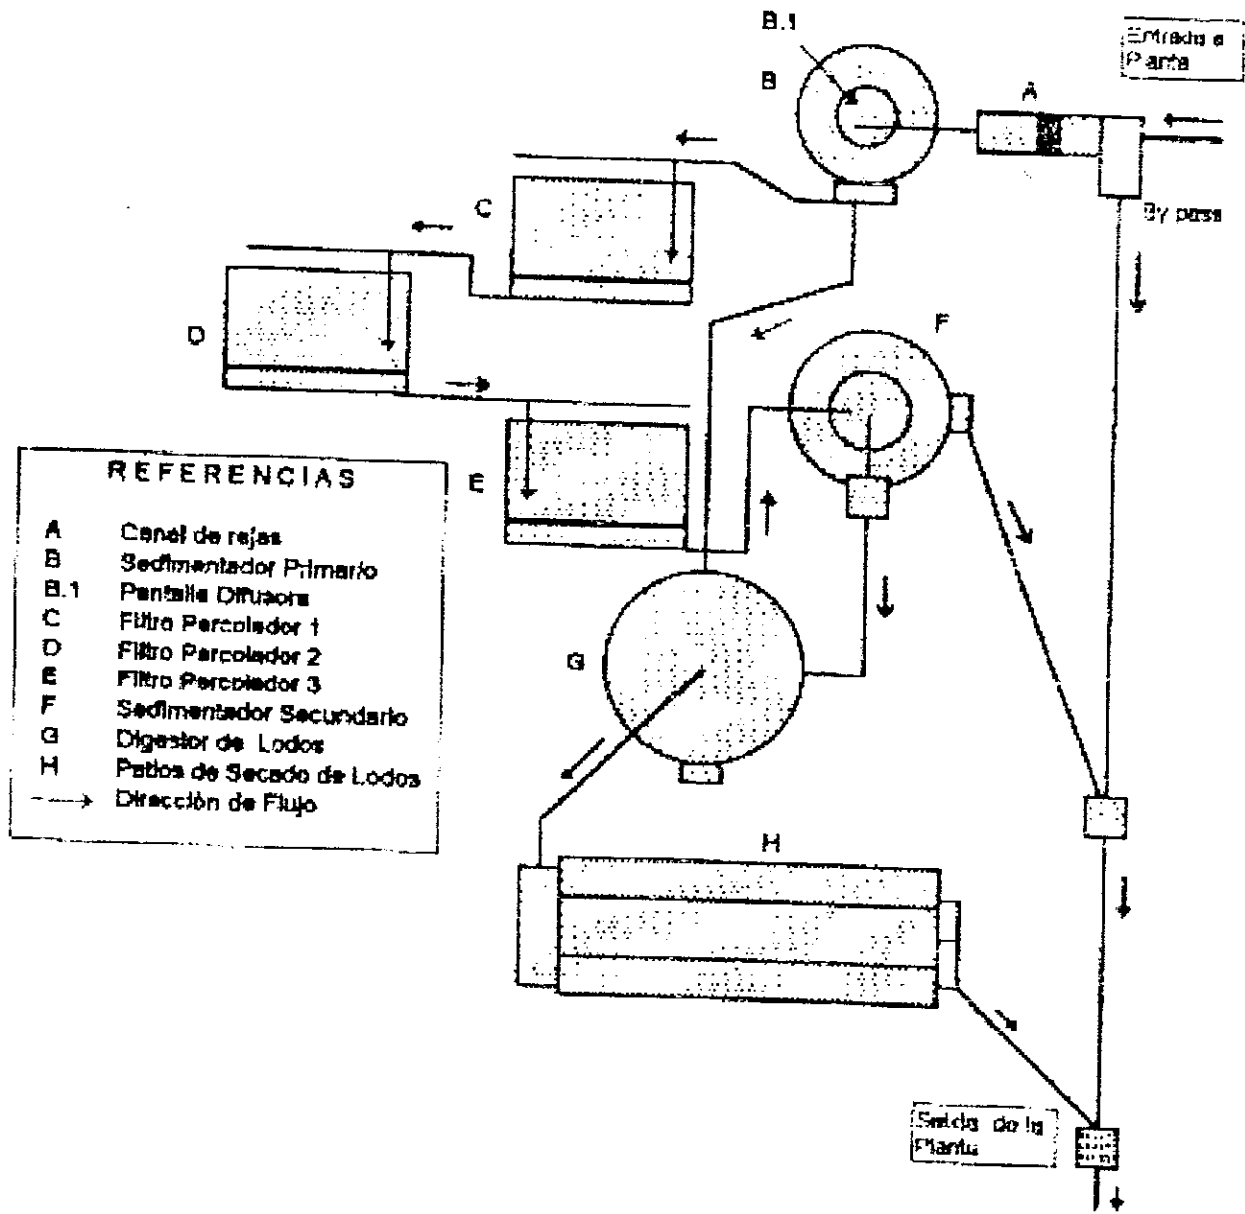 B.1
Entrada a
Planta
B
A
By pass
C
D
F
E
G
H
REFERENCIAS
A Canal de rejas
B Sedimentador Primario
B.1 Pantalla Difusora
C Filtro Percolador 1
D Filtro Percolador 2
E Filtro Percolador 3
F Sedimentador Secundario
G Digestor de Lodos
H Patios de Secado de Lodos
Dirección de Flujo
Salida de la
Planta